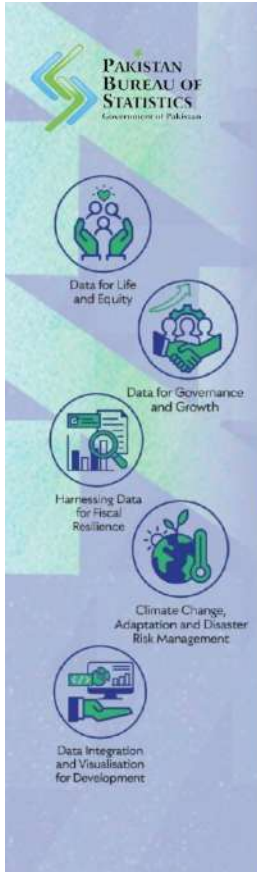 PAKISTAN
BUREAU OF
STATISTICS
Government of Pakistan
Data for Life
and Equity
Data for Governance
and Growth
Harnessing Data
for Fiscal
Resilience
Climate Change,
Adaptation and Disaster
Risk Management
</>
Data Integration
and Visualisation
for Development